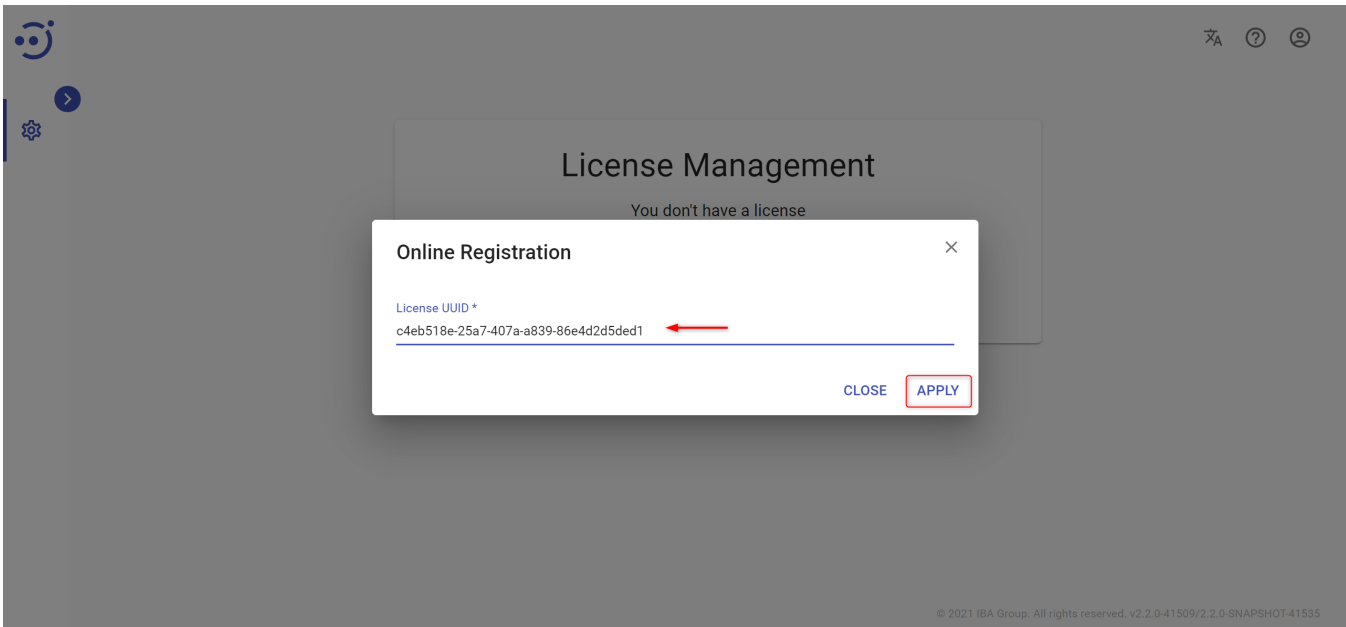 License Management
You don't have a license
Online Registration
License UUID *
c4eb518e-25a7-407a-a839-86e4d2d5ded1
CLOSE APPLY
© 2021 IBA Group. All rights reserved. v2.2.0-41509/2.2.0-SNAPSHOT-41535